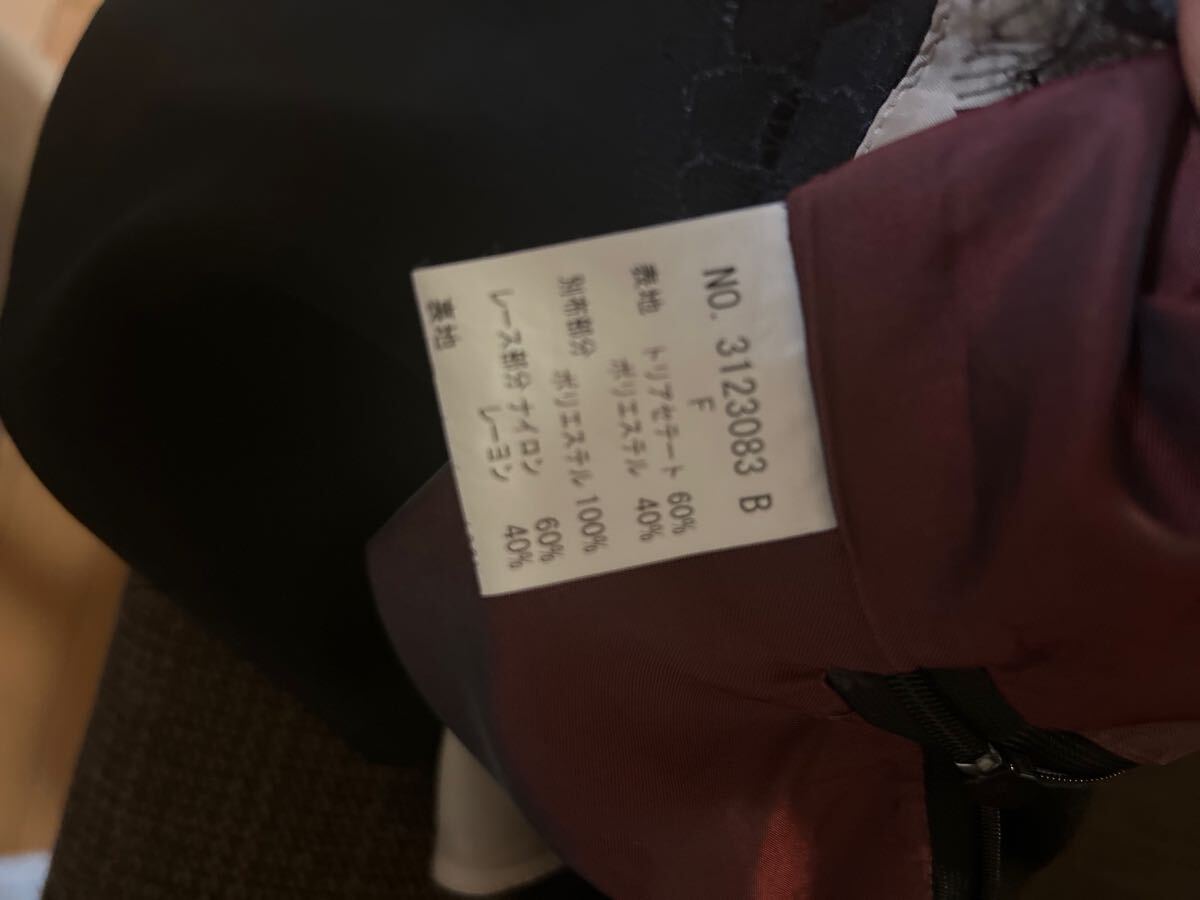 NO. 3123083 B
F
表地 トリアセテート 60%
ポリエステル 40%
別布部分 ポリエステル 100%
レース部分 ナイロン 60%
レーヨン 40%
裏地